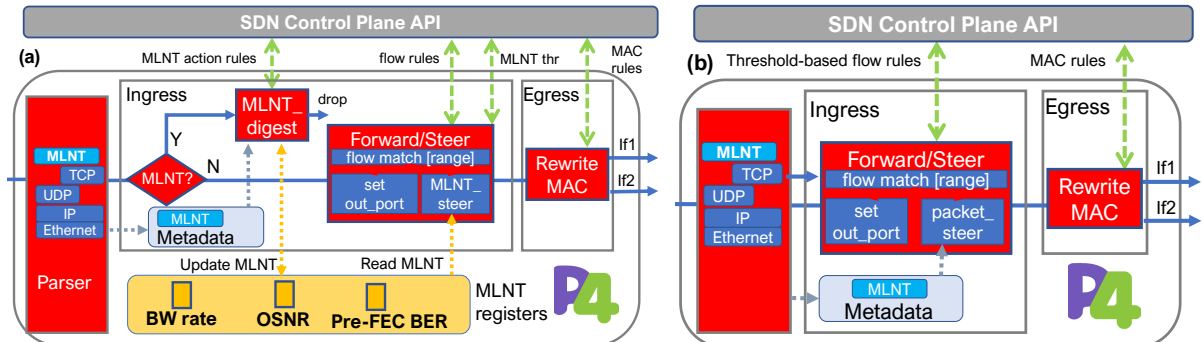 SDN Control Plane API
(a)
MLNT action rules
flow rules
MLNT thr
MAC
rules
Ingress
MLNT_
digest
drop
Egress
Y
N
MLNT?
MLNT
TCP
UDP
IP
Ethernet
Parser
MLNT
Metadata
Forward/Steer
flow match [range]
set
out_port
MLNT_
steer
Rewrite
MAC
If1
If2
Update MLNT
Read MLNT
BW rate
OSNR
Pre-FEC BER
MLNT
registers
P4
SDN Control Plane API
(b)
Threshold-based flow rules
MAC rules
Ingress
Egress
MLNT
TCP
UDP
IP
Ethernet
Parser
Forward/Steer
flow match [range]
set
out_port
packet_
steer
MLNT
Metadata
Rewrite
MAC
If1
If2
P4